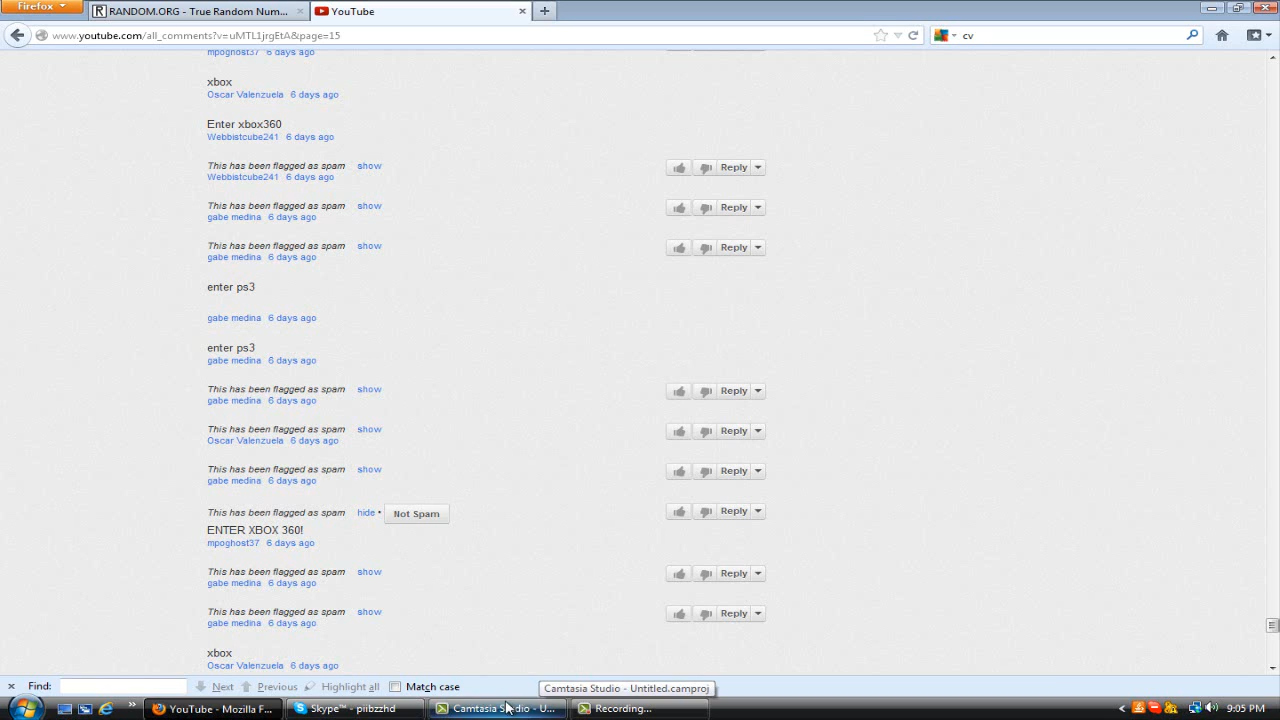 Firefox
RANDOM.ORG - True Random Num...
YouTube
www.youtube.com/all_comments?v=uMTL1jrgEtA&page=15
cv
mpoghost37 6 days ago
xbox
Oscar Valenzuela 6 days ago
Enter xbox360
Webbistcube241 6 days ago
This has been flagged as spam show Reply
Webbistcube241 6 days ago
This has been flagged as spam show Reply
gabe medina 6 days ago
This has been flagged as spam show Reply
gabe medina 6 days ago
enter ps3
gabe medina 6 days ago
enter ps3
gabe medina 6 days ago
This has been flagged as spam show Reply
gabe medina 6 days ago
This has been flagged as spam show Reply
Oscar Valenzuela 6 days ago
This has been flagged as spam show Reply
gabe medina 6 days ago
This has been flagged as spam hide • Not Spam Reply
ENTER XBOX 360!
mpoghost37 6 days ago
This has been flagged as spam show Reply
gabe medina 6 days ago
This has been flagged as spam show Reply
gabe medina 6 days ago
xbox
Oscar Valenzuela 6 days ago
Find: Next Previous Highlight all Match case
Camtasia Studio - Untitled.camproj
YouTube - Mozilla F... Skype™ - piibzzhd Camtasia Studio - U... Recording... 9:05 PM